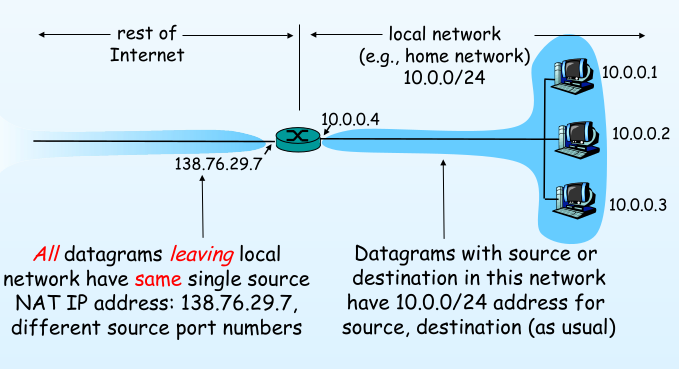 rest of
Internet
local network
(e.g., home network)
10.0.0/24
10.0.0.1
10.0.0.4
10.0.0.2
138.76.29.7
10.0.0.3
All datagrams leaving local
network have same single source
NAT IP address: 138.76.29.7,
different source port numbers
Datagrams with source or
destination in this network
have 10.0.0/24 address for
source, destination (as usual)